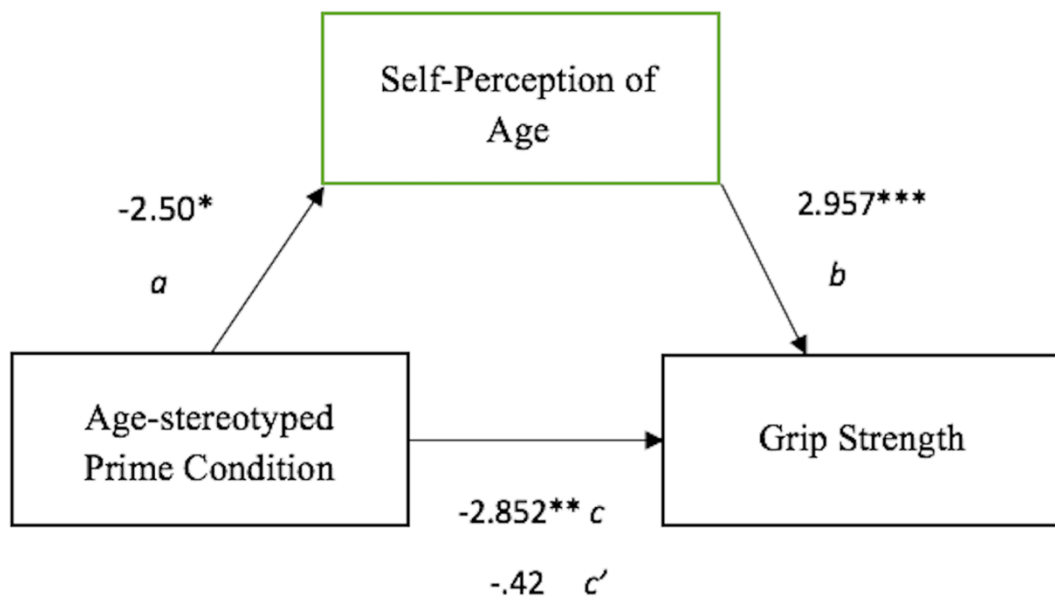 Self-Perception of
Age
-2.50*
2.957***
a
b
Age-stereotyped
Prime Condition
Grip Strength
-2.852** c
-.42 c'